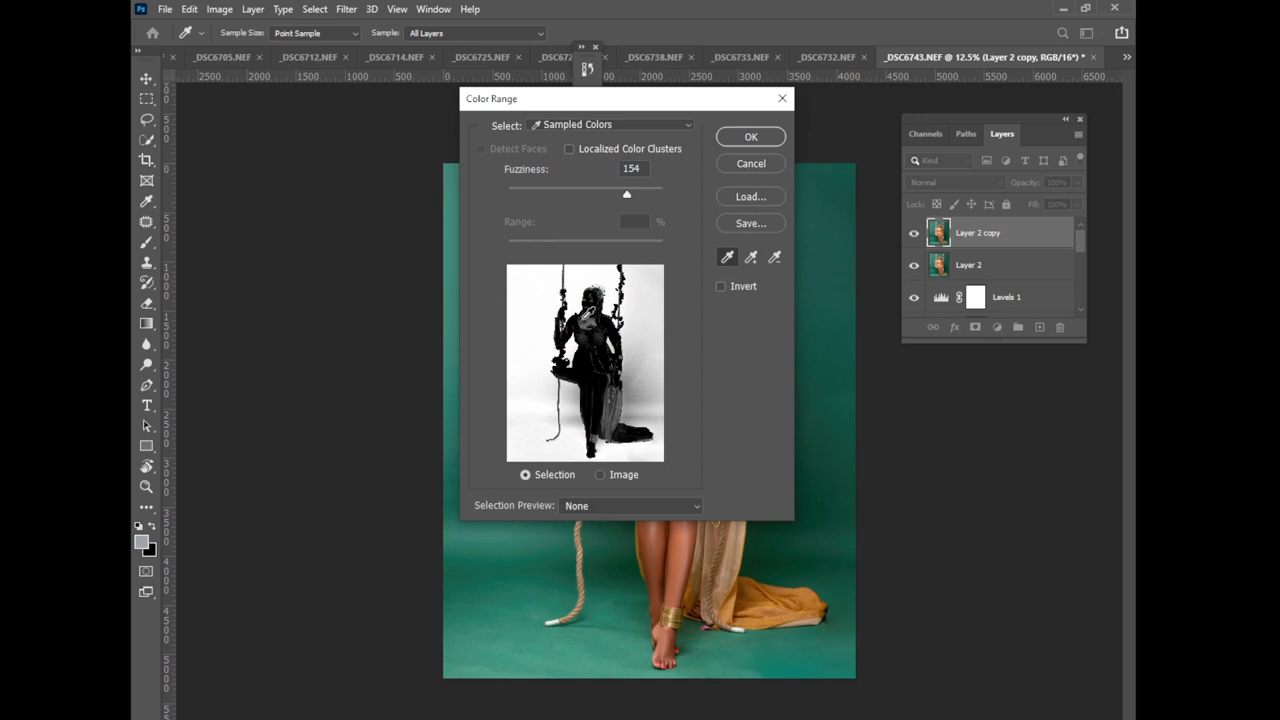 Ps File Edit Image Layer Type Select Filter 3D View Window Help
Sample Size: Point Sample Sample: All Layers
_DSC6705.NEF × _DSC6712.NEF × _DSC6714.NEF × _DSC6725.NEF × _DSC672 _DSC6738.NEF × _DSC6733.NEF × _DSC6732.NEF × _DSC6743.NEF @ 12.5% (Layer 2 copy, RGB/16*) * ×
2500 2000 1500 1000 500 0 500 1000 2000 2500 3000 3500 4000 4500 5000 5500 6000 6500
Color Range
Select: Sampled Colors
OK
Detect Faces Localized Color Clusters
Fuzziness: 154
Cancel
Load...
Range: %
Save...
Invert
Selection Image
Selection Preview: None
Channels Paths Layers
Kind
Normal Opacity: 100%
Lock: Fill: 100%
Layer 2 copy
Layer 2
Levels 1
fx